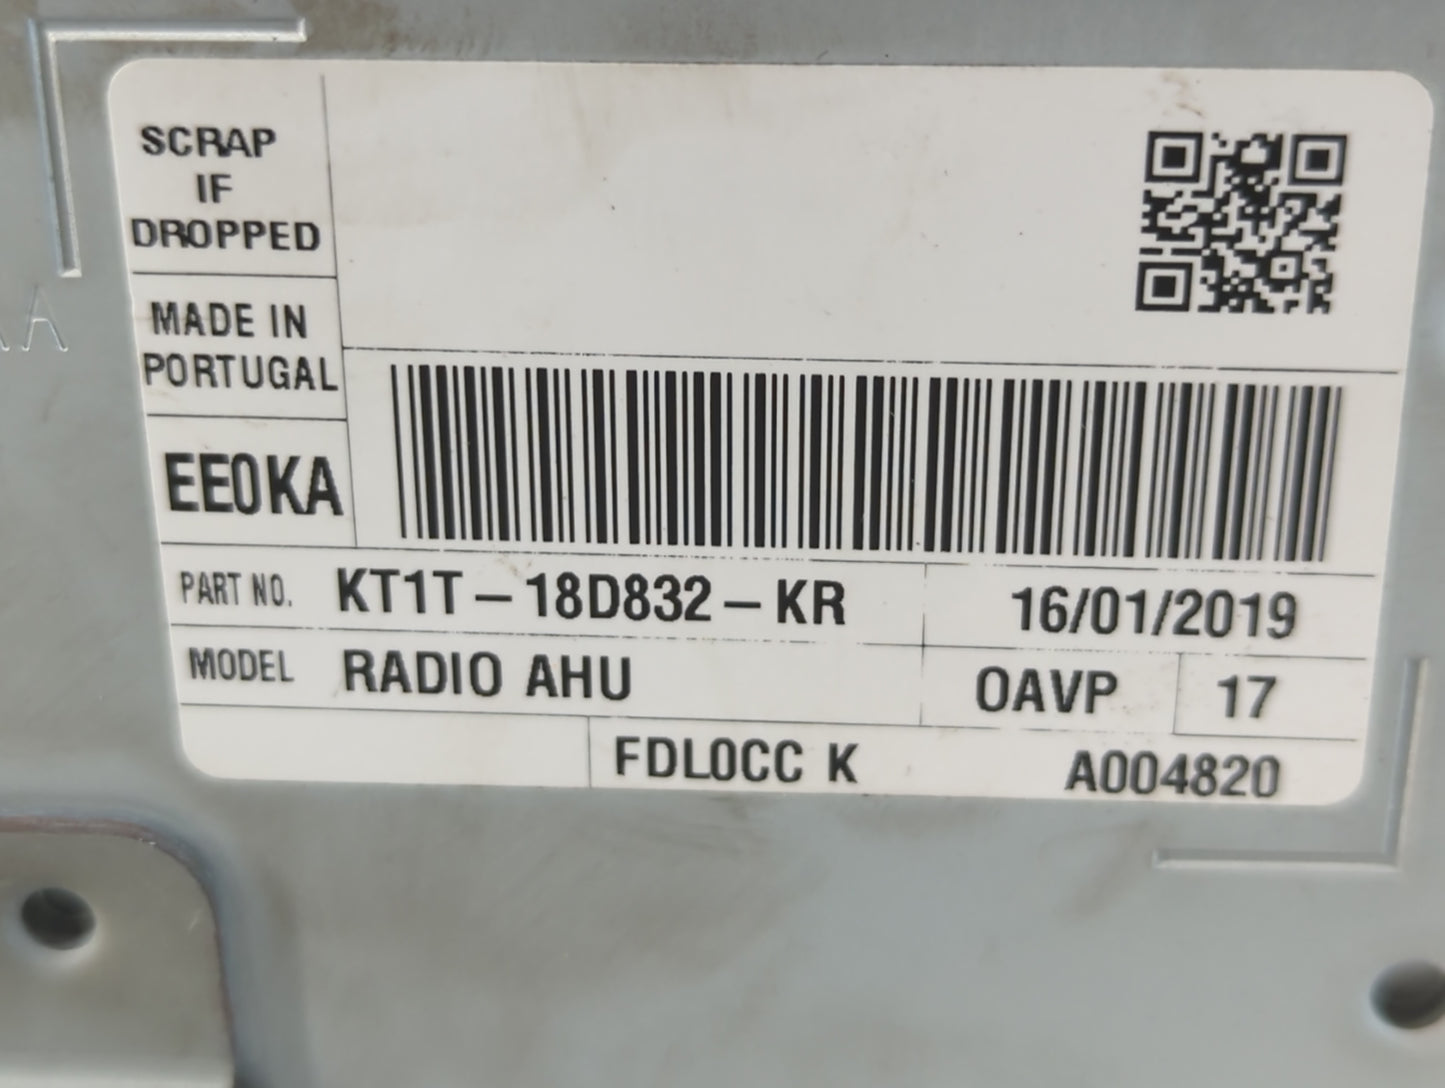 SCRAP
IF
DROPPED
MADE IN
PORTUGAL
EE0KA
PART NO. KT1T-18D832-KR 16/01/2019
MODEL RADIO AHU 0AVP 17
FDL0CC K A004820